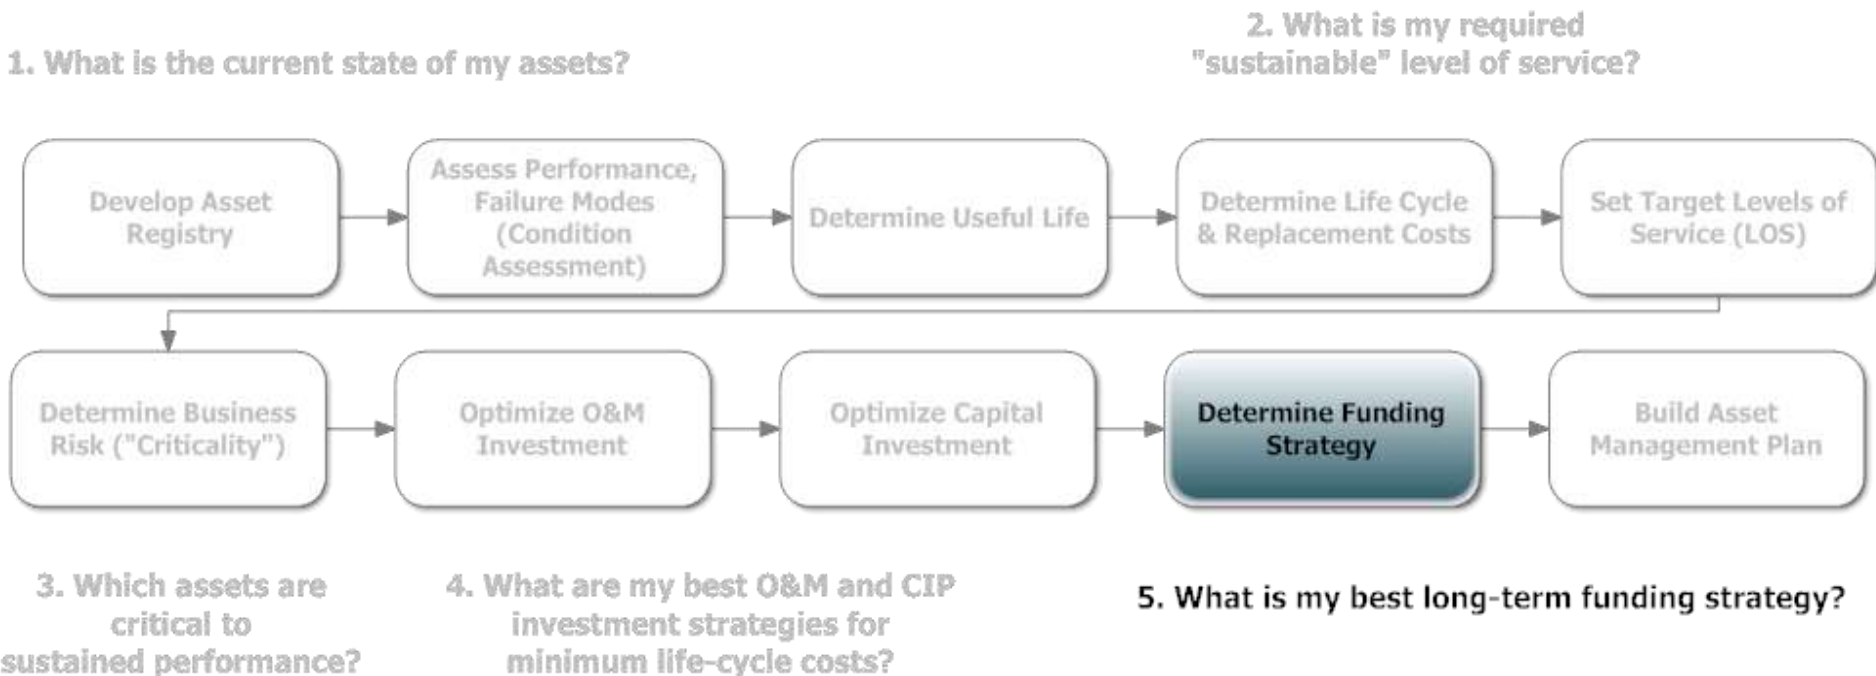 1. What is the current state of my assets?
2. What is my required
"sustainable" level of service?
Develop Asset
Registry
Assess Performance,
Failure Modes
(Condition
Assessment)
Determine Useful Life
Determine Life Cycle
& Replacement Costs
Set Target Levels of
Service (LOS)
Determine Business
Risk ("Criticality")
Optimize O&M
Investment
Optimize Capital
Investment
Determine Funding
Strategy
Build Asset
Management Plan
3. Which assets are
critical to
sustained performance?
4. What are my best O&M and CIP
investment strategies for
minimum life-cycle costs?
5. What is my best long-term funding strategy?